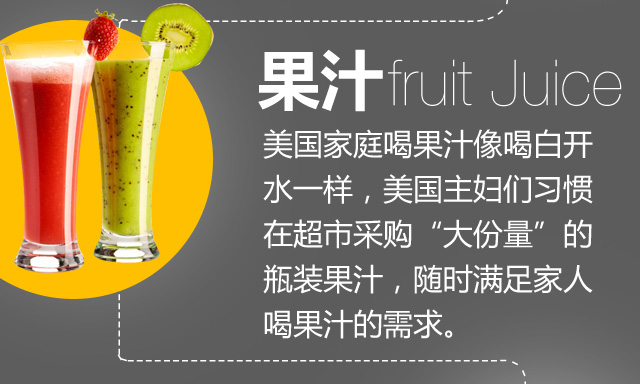 果汁fruit Juice
美国家庭喝果汁像喝白开
水一样，美国主妇们习惯
在超市采购“大份量”的
瓶装果汁，随时满足家人
喝果汁的需求。